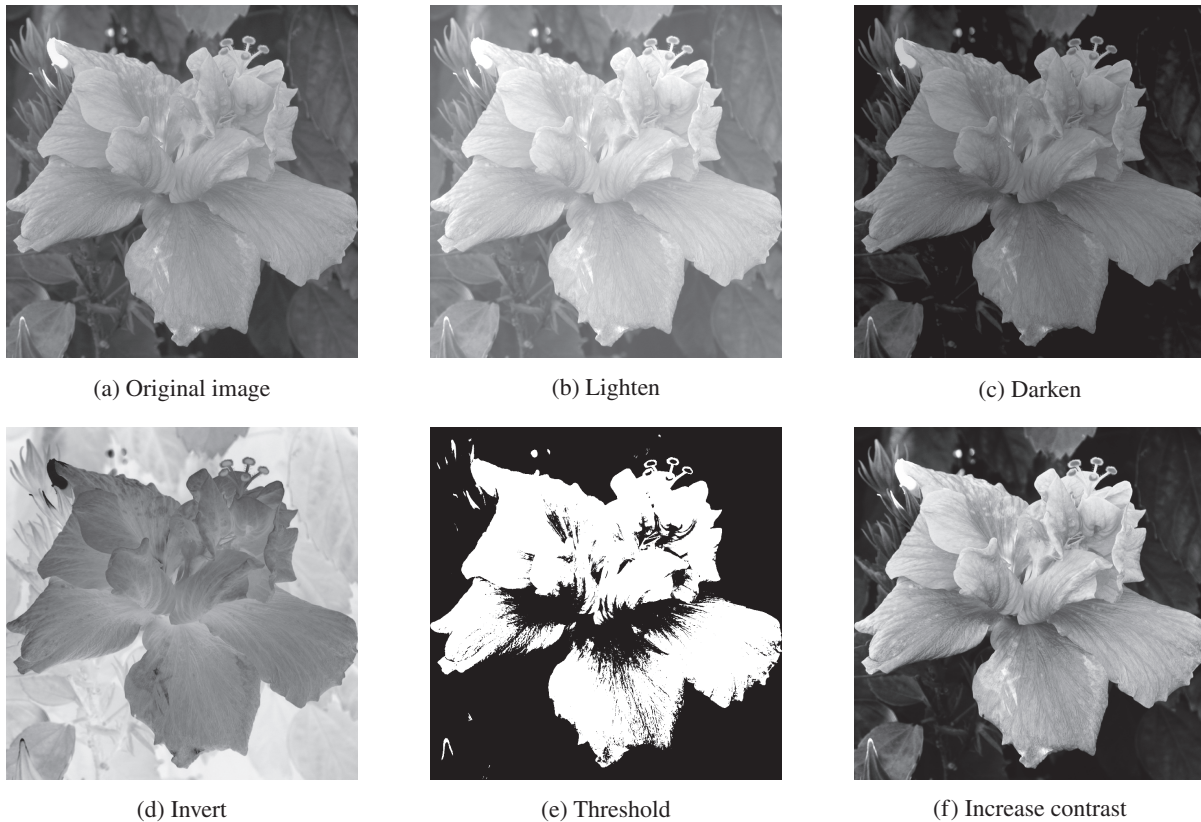 (a) Original image
(b) Lighten
(c) Darken
(d) Invert
(e) Threshold
(f) Increase contrast